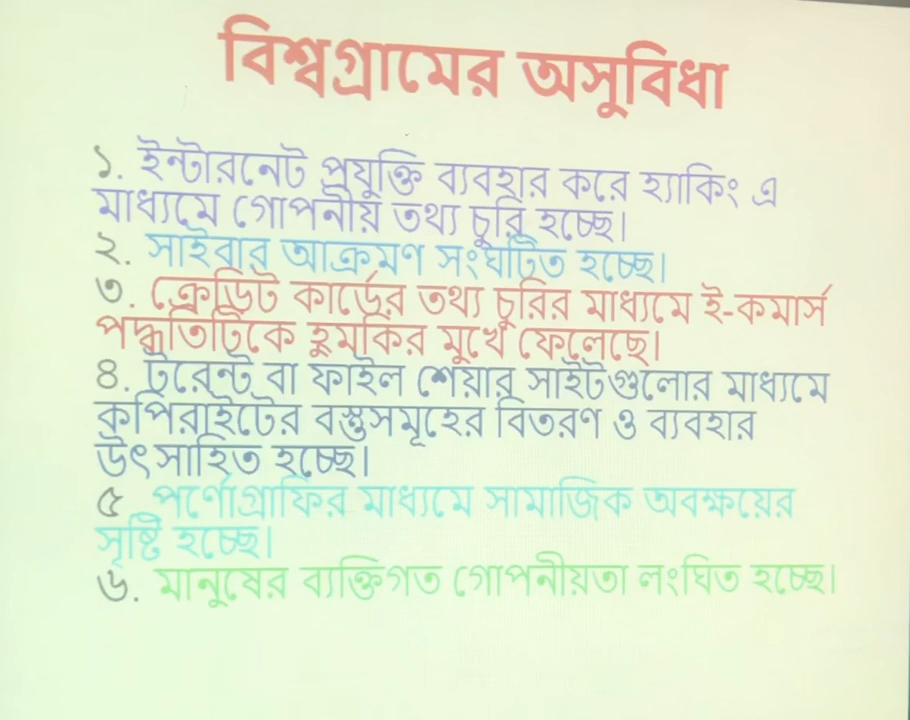 বিশ্বগ্রামের অসুবিধা
১. ইন্টারনেট প্রযুক্তি ব্যবহার করে হ্যাকিং এ
মাধ্যমে গোপনীয় তথ্য চুরি হচ্ছে।
২. সাইবার আক্রমণ সংঘটিত হচ্ছে।
৩. ক্রেডিট কার্ডের তথ্য চুরির মাধ্যমে ই-কমার্স
পদ্ধতিটিকে হুমকির মুখে ফেলেছে।
৪. টরেন্ট বা ফাইল শেয়ার সাইটগুলোর মাধ্যমে
কপিরাইটের বস্তুসমূহের বিতরণ ও ব্যবহার
উৎসাহিত হচ্ছে।
৫ পর্ণোগ্রাফির মাধ্যমে সামাজিক অবক্ষয়ের
সৃষ্টি হচ্ছে।
৬. মানুষের ব্যক্তিগত গোপনীয়তা লংঘিত হচ্ছে।